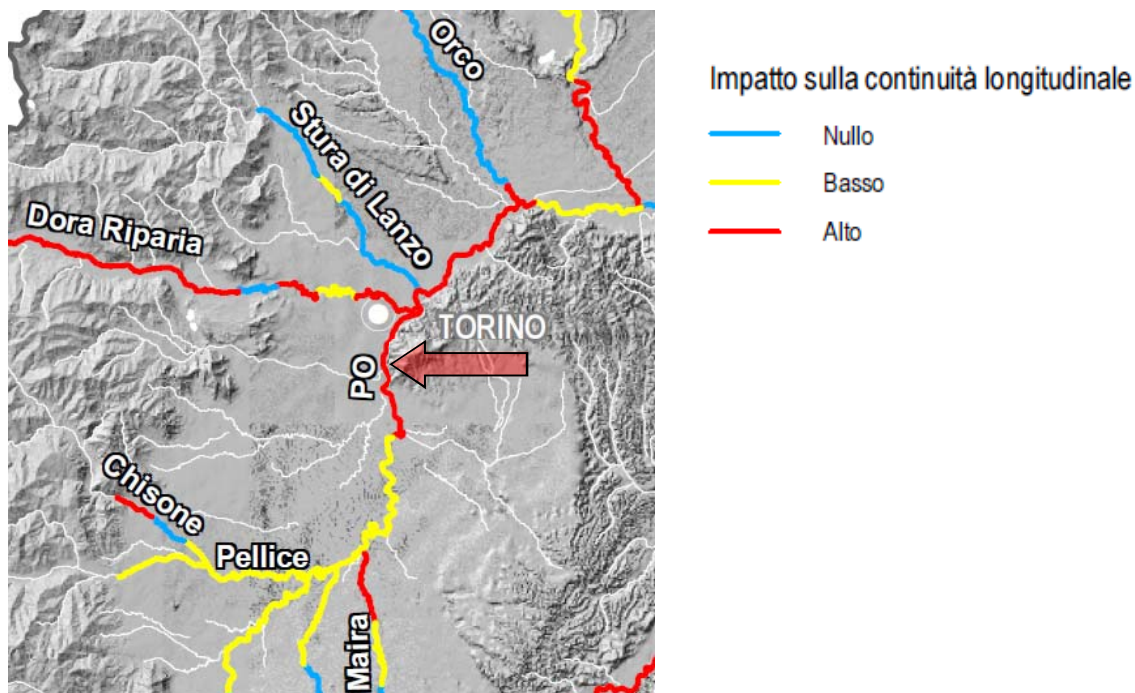 Orco
Stura di Lanzo
Dora Riparia
TORINO
PO
Chisone
Pellice
Maira
Impatto sulla continuità longitudinale
Nullo
Basso
Alto